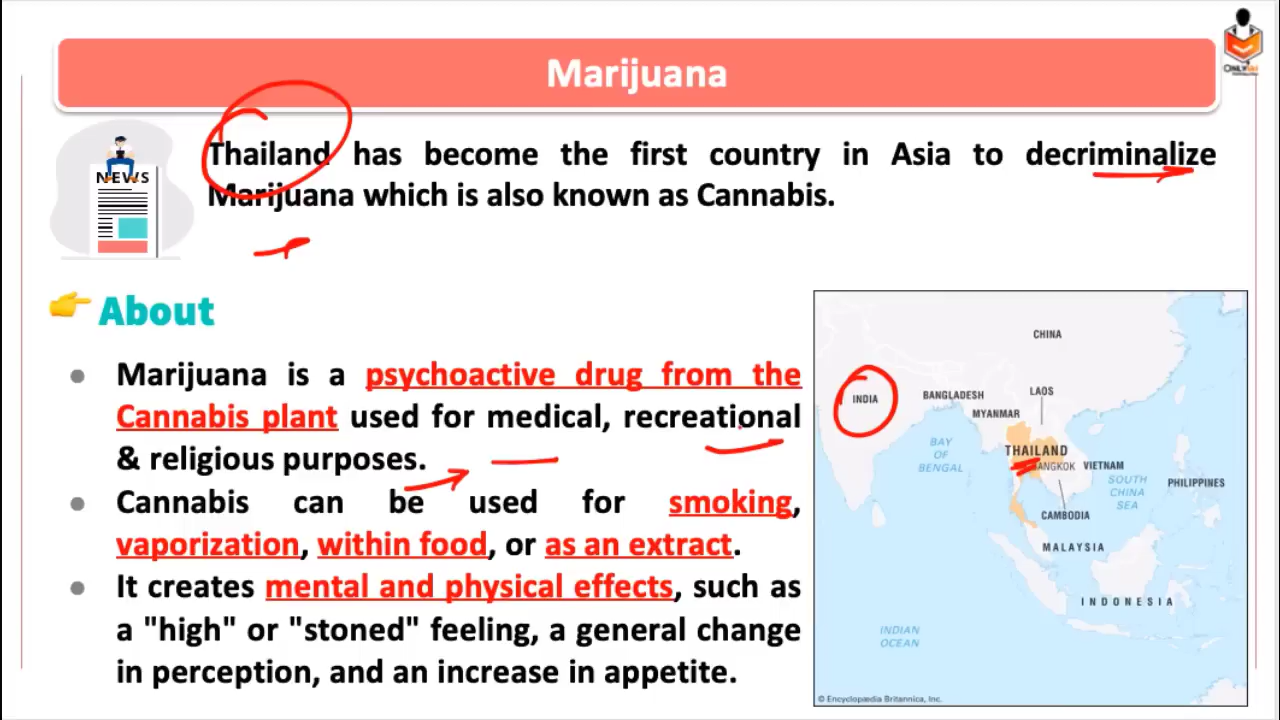 Marijuana
Thailand has become the first country in Asia to decriminalize
Marijuana which is also known as Cannabis.
NEWS
About
Marijuana is a psychoactive drug from the
Cannabis plant used for medical, recreational
& religious purposes.
Cannabis can be used for smoking,
vaporization, within food, or as an extract.
It creates mental and physical effects, such as
a "high" or "stoned" feeling, a general change
in perception, and an increase in appetite.
CHINA
INDIA
BANGLADESH
LAOS
MYANMAR
BAY
OF
BENGAL
THAILAND
BANGKOK
VIETNAM
SOUTH
CHINA
SEA
PHILIPPINES
CAMBODIA
MALAYSIA
INDONESIA
INDIAN
OCEAN
© Encyclopædia Britannica, Inc.